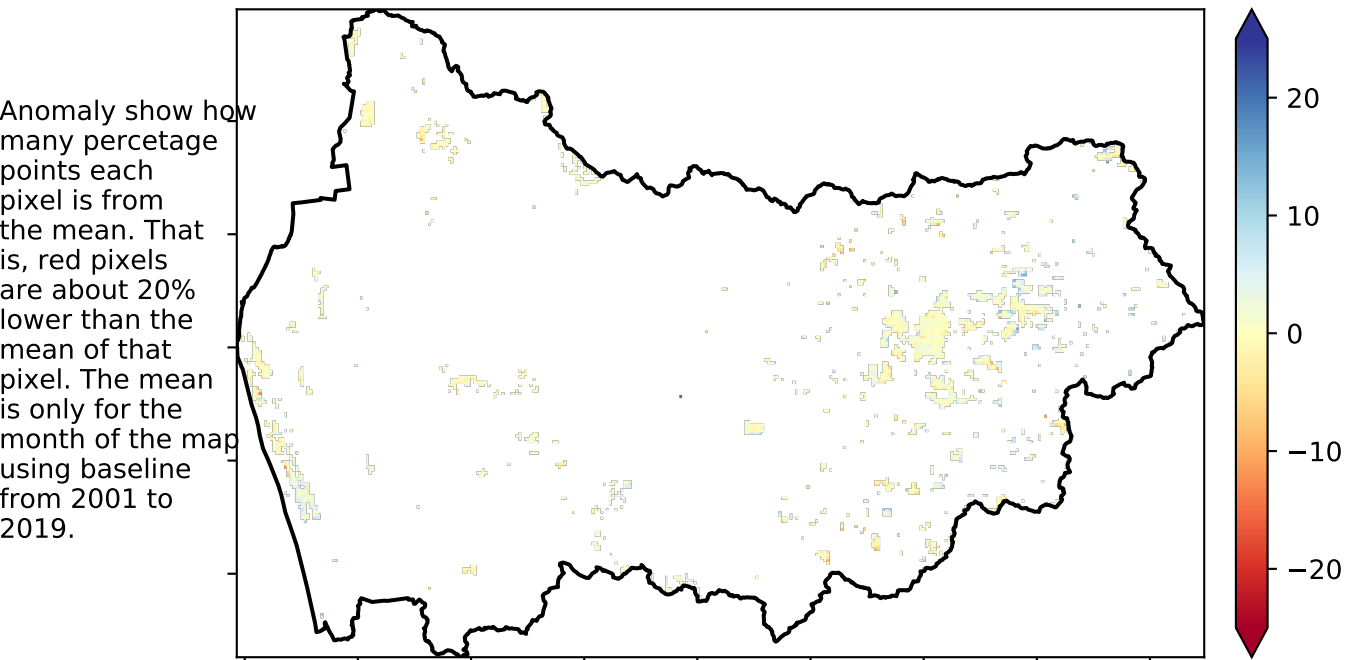 Anomaly show how
many percetage
points each
pixel is from
the mean. That
is, red pixels
are about 20%
lower than the
mean of that
pixel. The mean
is only for the
month of the map
using baseline
from 2001 to
2019.
20
10
0
−10
−20